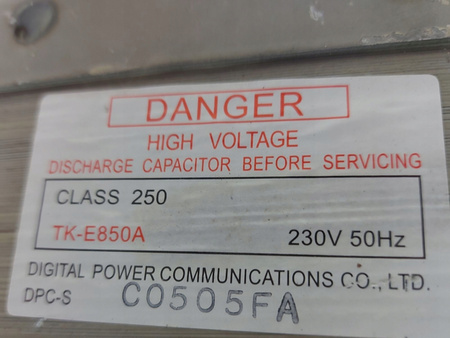 DANGER
HIGH VOLTAGE
DISCHARGE CAPACITOR BEFORE SERVICING
CLASS 250
TK-E850A 230V 50Hz
DIGITAL POWER COMMUNICATIONS CO., LTD.
DPC-S C0505FA